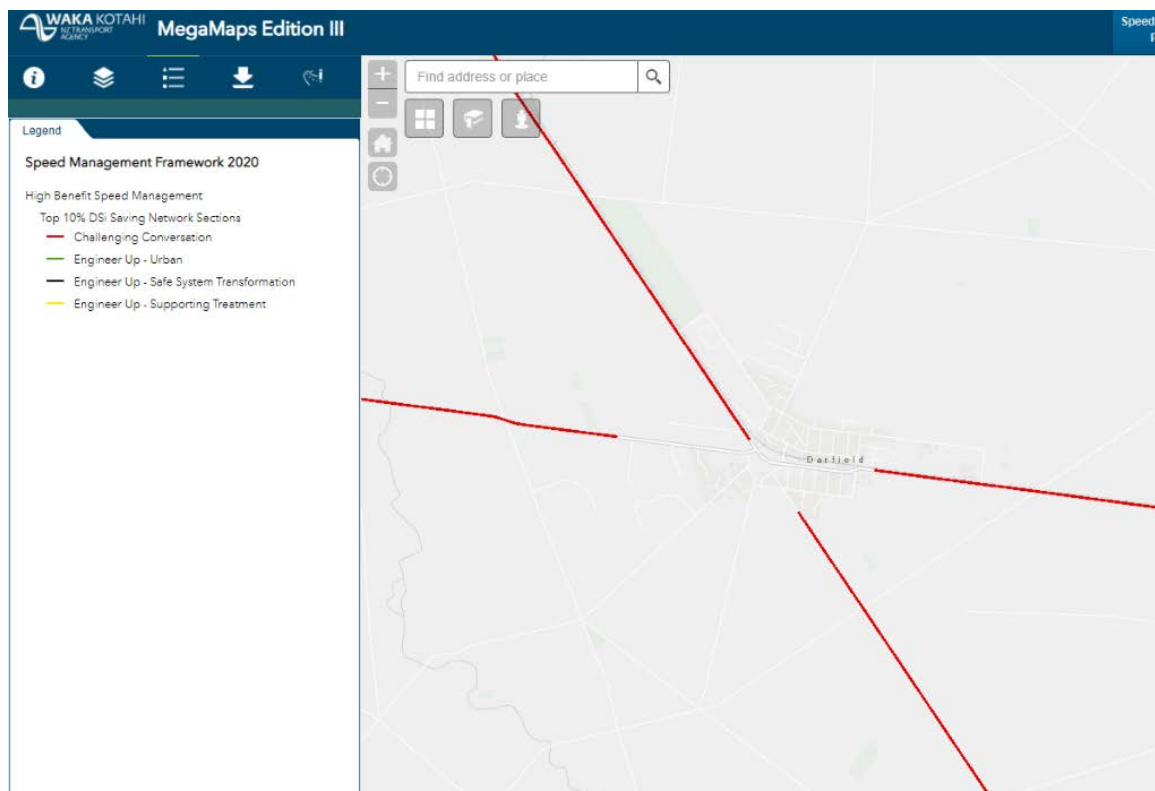 WAKA KOTAHI
NZ TRANSPORT
AGENCY
MegaMaps Edition III
Speed
Find address or place
Legend
Speed Management Framework 2020
High Benefit Speed Management
Top 10% DSi Saving Network Sections
Challenging Conversation
Engineer Up - Urban
Engineer Up - Safe System Transformation
Engineer Up - Supporting Treatment
Darfield